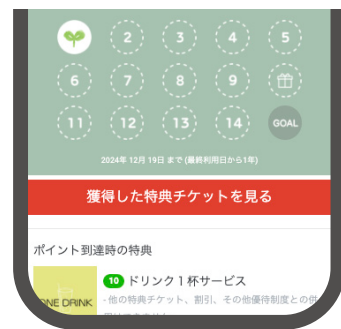 2 3 4 5
6 7 8 9
11 12 13 14 GOAL
2024年 12月 19日 まで (最終利用日から1年)
獲得した特典チケットを見る
ポイント到達時の特典
10 ドリンク１杯サービス
ONE DRINK
・他の特典チケット、割引、その他優待制度との併